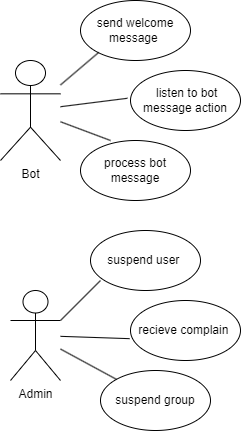 send welcome
message
listen to bot
message action
process bot
message
Bot
suspend user
recieve complain
suspend group
Admin